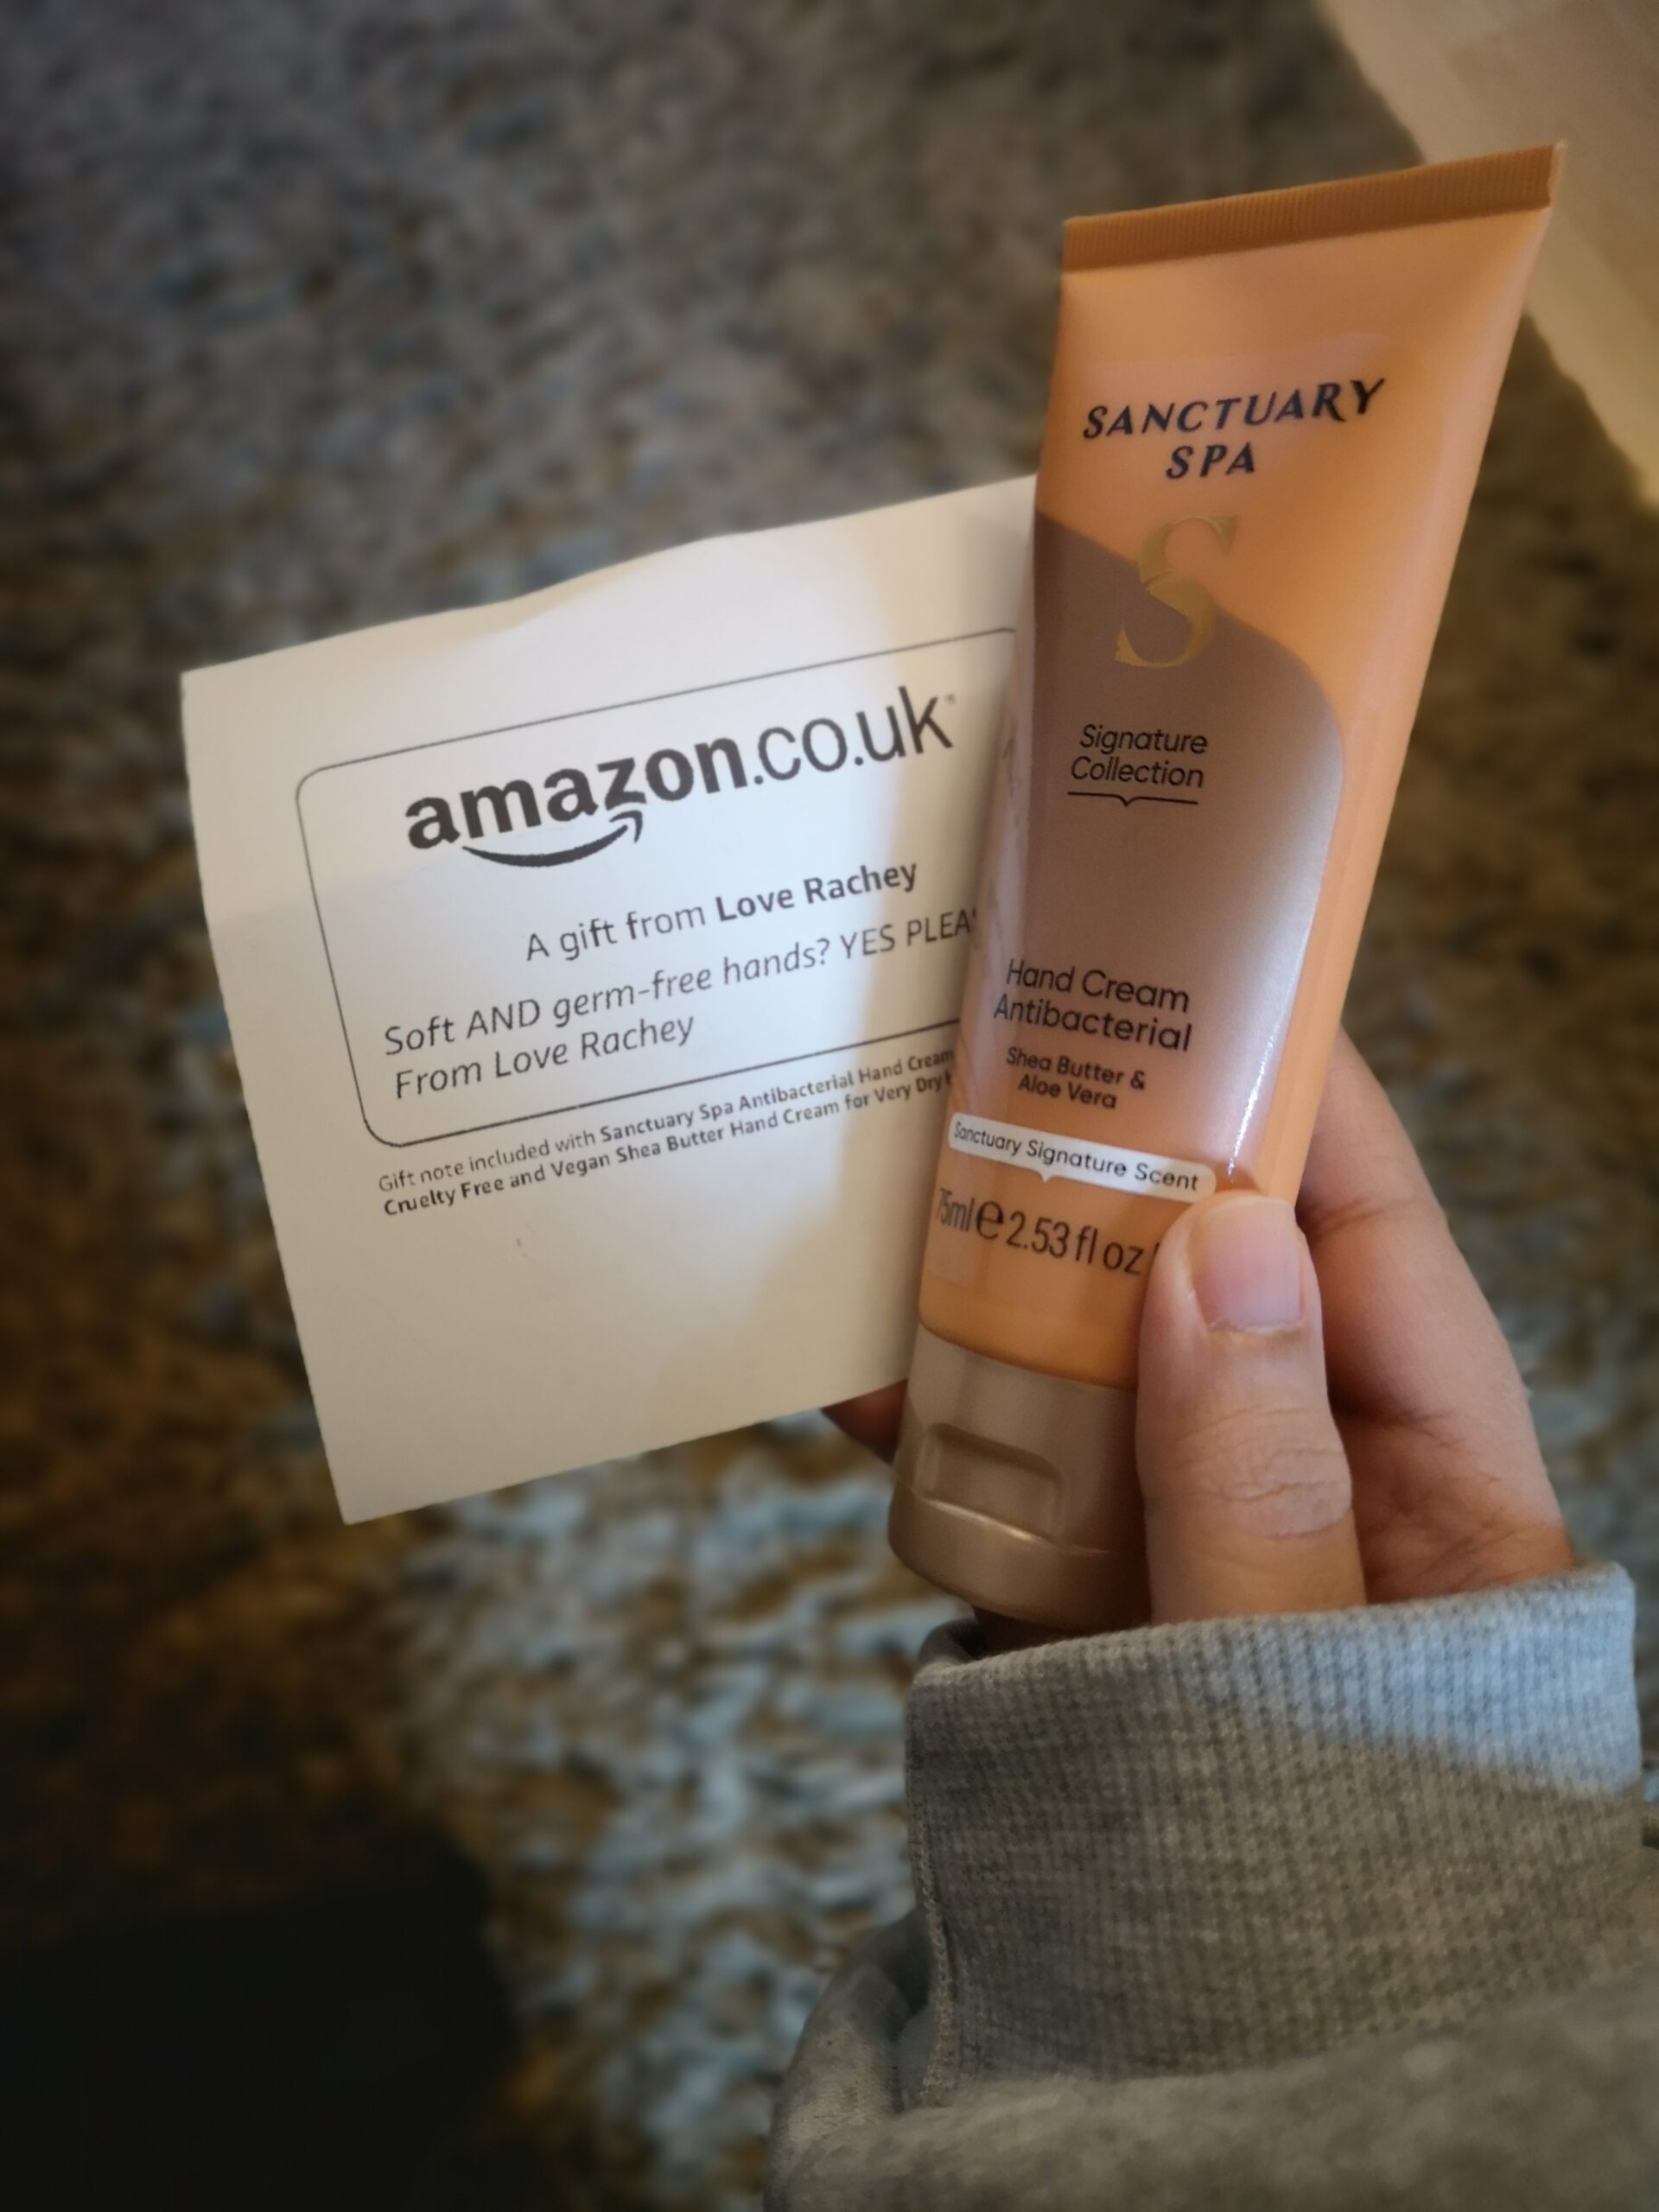 amazon.co.uk
A gift from Love Rachey
Soft AND germ-free hands? YES
From Love Rachey
Gift note included with Sanctuary Spa Antibacterial Hand Cream
Cruelty Free and Vegan Shea Butter Hand Cream for Very Dry
SANCTUARY
SPA
S
Signature
Collection
Hand Cream
Antibacterial
Shea Butter &
Aloe Vera
Sanctuary Signature Scent
75ml e 2.53 fl oz